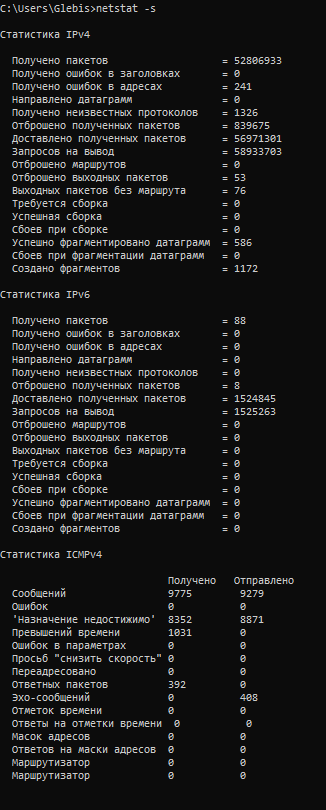 C:\Users\Glebis>netstat -s
Статистика IPv4
Получено пакетов = 52806933
Получено ошибок в заголовках = 0
Получено ошибок в адресах = 241
Направлено датаграмм = 0
Получено неизвестных протоколов = 1326
Отброшено полученных пакетов = 839675
Доставлено полученных пакетов = 56971301
Запросов на вывод = 58933703
Отброшено маршрутов = 0
Отброшено выходных пакетов = 53
Выходных пакетов без маршрута = 76
Требуется сборка = 0
Успешная сборка = 0
Сбоев при сборке = 0
Успешно фрагментировано датаграмм = 586
Сбоев при фрагментации датаграмм = 0
Создано фрагментов = 1172
Статистика IPv6
Получено пакетов = 88
Получено ошибок в заголовках = 0
Получено ошибок в адресах = 0
Направлено датаграмм = 0
Получено неизвестных протоколов = 0
Отброшено полученных пакетов = 8
Доставлено полученных пакетов = 1524845
Запросов на вывод = 1525263
Отброшено маршрутов = 0
Отброшено выходных пакетов = 0
Выходных пакетов без маршрута = 0
Требуется сборка = 0
Успешная сборка = 0
Сбоев при сборке = 0
Успешно фрагментировано датаграмм = 0
Сбоев при фрагментации датаграмм = 0
Создано фрагментов = 0
Статистика ICMPv4
Получено Отправлено
Сообщений 9775 9279
Ошибок 0 0
'Назначение недостижимо' 8352 8871
Превышений времени 1031 0
Ошибок в параметрах 0 0
Просьб "снизить скорость" 0 0
Переадресовано 0 0
Ответных пакетов 392 0
Эхо-сообщений 0 408
Отметок времени 0 0
Ответы на отметки времени 0 0
Масок адресов 0 0
Ответов на маски адресов 0 0
Маршрутизатор 0 0
Маршрутизатор 0 0